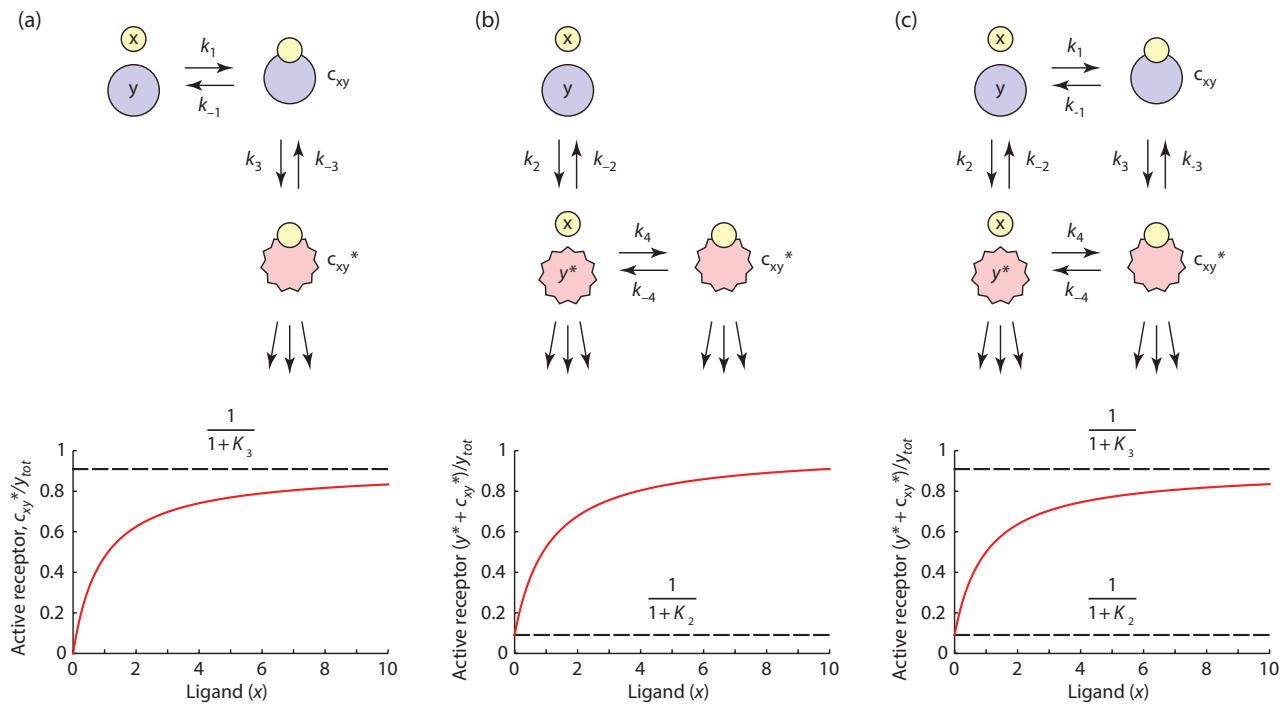 (a)
x
y
k1
k–1
cxy
k3
k–3
cxy*
1
1+K3
Active receptor, cxy*/ytot
1
0.8
0.6
0.4
0.2
0
0 2 4 6 8 10
Ligand (x)
(b)
x
y
k2
k–2
x
y*
k4
k–4
cxy*
1
1+K2
Active receptor (y* + cxy*)/ytot
1
0.8
0.6
0.4
0.2
0
0 2 4 6 8 10
Ligand (x)
(c)
x
y
k1
k-1
cxy
k2
k–2
k3
k-3
x
y*
k4
k–4
cxy*
1
1+K3
1
1+K2
Active receptor (y* + cxy*)/ytot
1
0.8
0.6
0.4
0.2
0
0 2 4 6 8 10
Ligand (x)